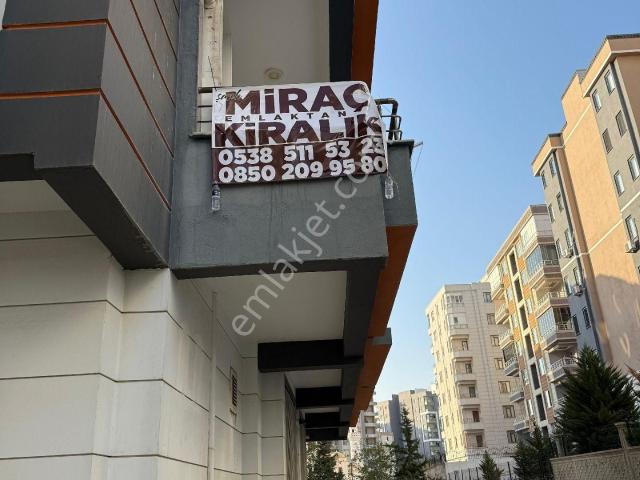 MİRAÇ
EMLAKTAN
KİRALIK
0538 511 53 23
0850 209 95 80
emlakjet.com